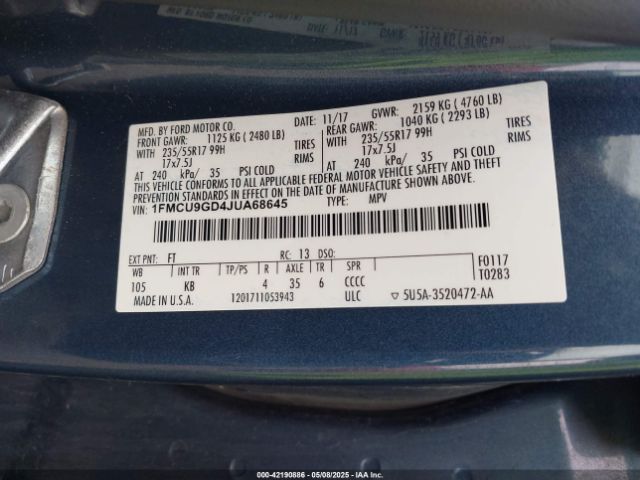 MFD. BY FORD MOTOR CO.
11/17
GVWR: 2159 KG ( 4760 LB)
FRONT GAWR: 1125 KG ( 2480 LB)
REAR GAWR: 1040 KG ( 2293 LB)
WITH 235/55R17 99H TIRES
WITH 235/55R17 99H TIRES
17x7.5J RIMS
17x7.5J RIMS
AT 240 kPa/ 35 PSI COLD
AT 240 kPa/ 35 PSI COLD
THIS VEHICLE CONFORMS TO ALL APPLICABLE FEDERAL MOTOR VEHICLE SAFETY AND THEFT
PREVENTION STANDARDS IN EFFECT ON THE DATE OF MANUFACTURE SHOWN ABOVE.
1FMCU9GD4JUA68645 TYPE: MPV
EXT PNT: FT RC: 13 DSO:
WB INT TR TP/PS R AXLE TR SPR
105 KB 4 35 6 CCCC
F0117
T0283
MADE IN U.S.A. 1201711053943 ULC ▽ 5U5A-3520472-AA
000-42190886 - 05/08/2025 - IAAI.COM